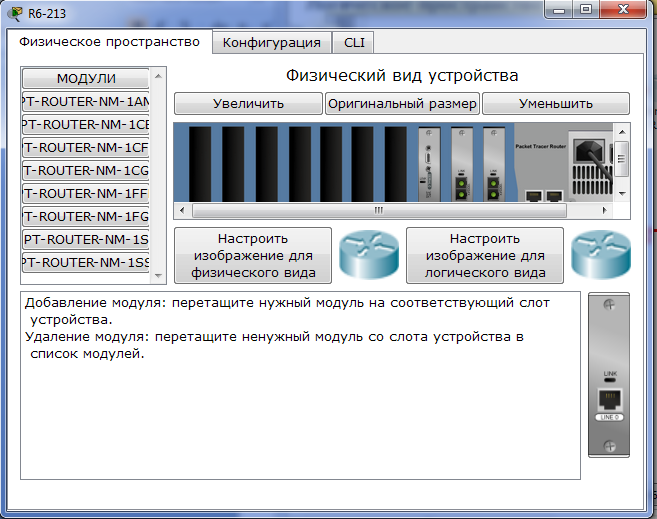 R6-213
Физическое пространство
Конфигурация
CLI
МОДУЛИ
PT-ROUTER-NM-1AM
PT-ROUTER-NM-1CE
PT-ROUTER-NM-1CF
PT-ROUTER-NM-1CG
PT-ROUTER-NM-1FF
PT-ROUTER-NM-1FG
PT-ROUTER-NM-1S
PT-ROUTER-NM-1SS
Физический вид устройства
Увеличить
Оригинальный размер
Уменьшить
Packet Tracer Router
Настроить
изображение для
физического вида
Настроить
изображение для
логического вида
Добавление модуля: перетащите нужный модуль на соответствующий слот
устройства.
Удаление модуля: перетащите ненужный модуль со слота устройства в
список модулей.
LINK
LINE 0